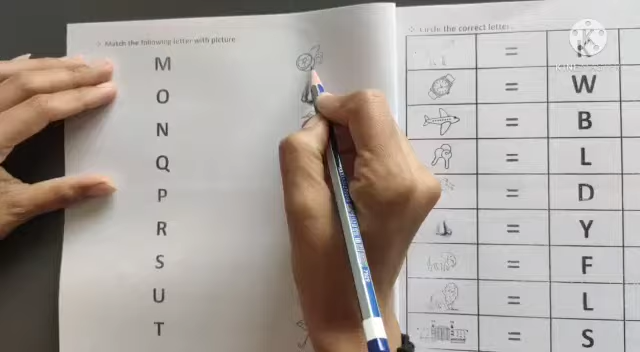 Match the following letter with picture
M
O
N
Q
P
R
S
U
T
Circle the correct letter
= K
= W
= B
= L
= D
= Y
= F
= L
= S